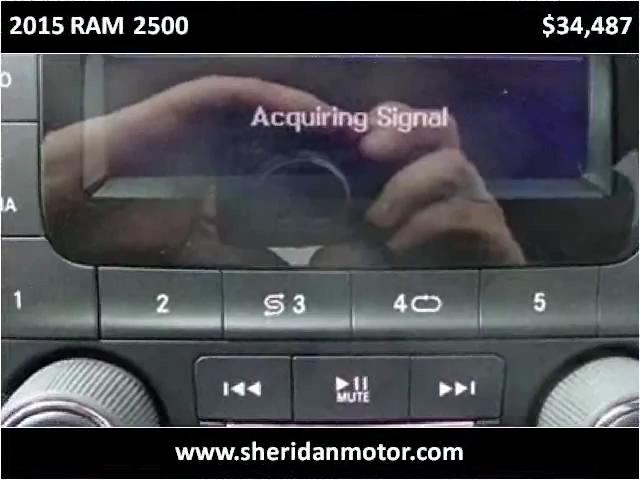 2015 RAM 2500 $34,487
Acquiring Signal
1 2 3 4 5
MUTE
www.sheridanmotor.com